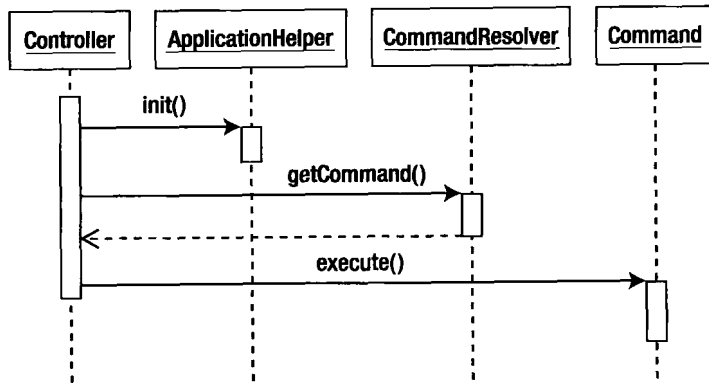 Controller
ApplicationHelper
CommandResolver
Command
init()
getCommand()
execute()